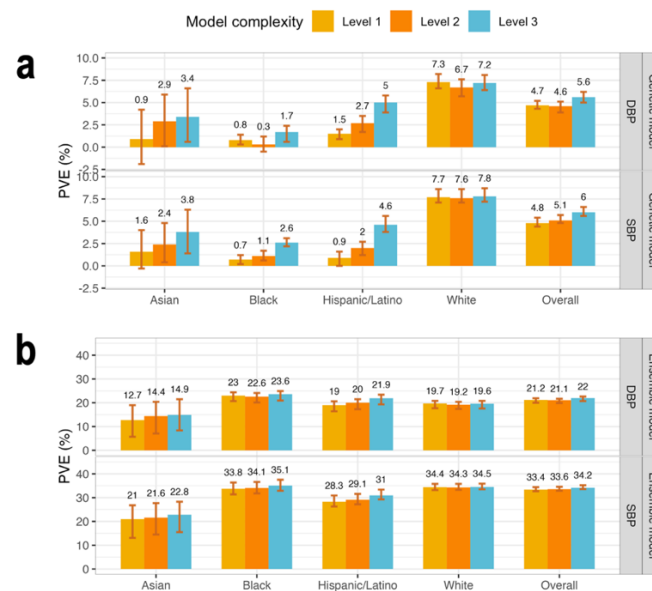 Model complexity Level 1 Level 2 Level 3
a
PVE (%)
10.0
7.5
5.0
2.5
0.0
-2.5
0.9 2.9 3.4 0.8 0.3 1.7 1.5 2.7 5 7.3 6.7 7.2 4.7 4.6 5.6
DBP
10.0
7.5
5.0
2.5
0.0
-2.5
1.6 2.4 3.8 0.7 1.1 2.6 0.9 2 4.6 7.7 7.6 7.8 4.8 5.1 6
SBP
Asian Black Hispanic/Latino White Overall
b
PVE (%)
40
30
20
10
0
12.7 14.4 14.9 23 22.6 23.6 19 20 21.9 19.7 19.2 19.6 21.2 21.1 22
DBP
40
30
20
10
0
21 21.6 22.8 33.8 34.1 35.1 28.3 29.1 31 34.4 34.3 34.5 33.4 33.6 34.2
SBP
Asian Black Hispanic/Latino White Overall